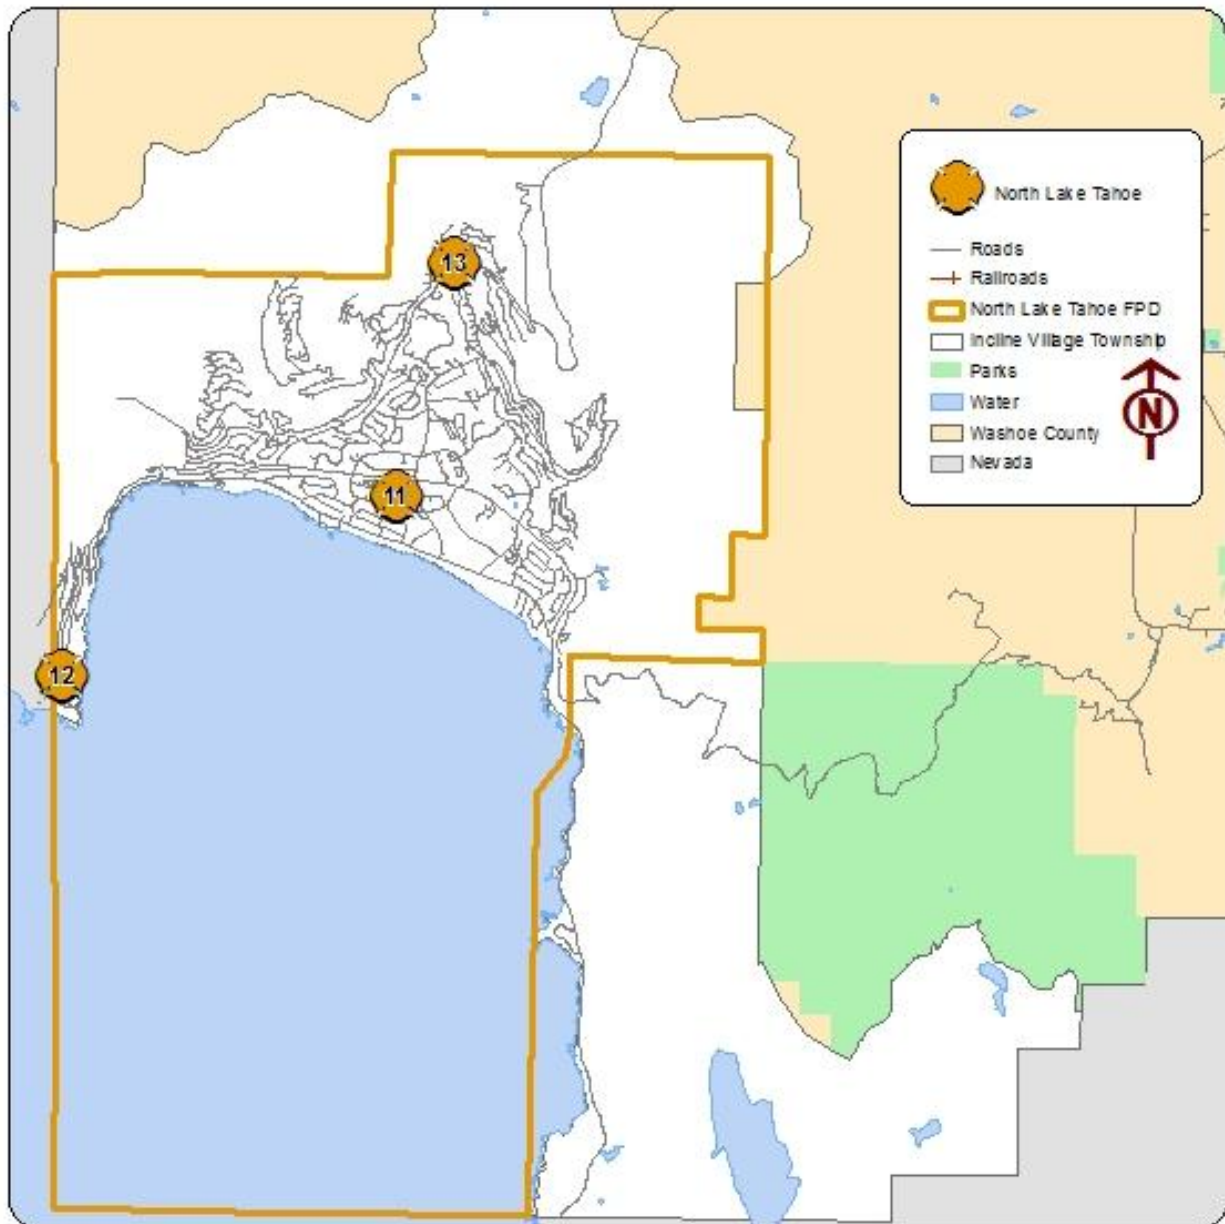 13
11
12
North Lake Tahoe
Roads
Railroads
North Lake Tahoe FPD
Incline Village Township
Parks
Water
Washoe County
Nevada
N